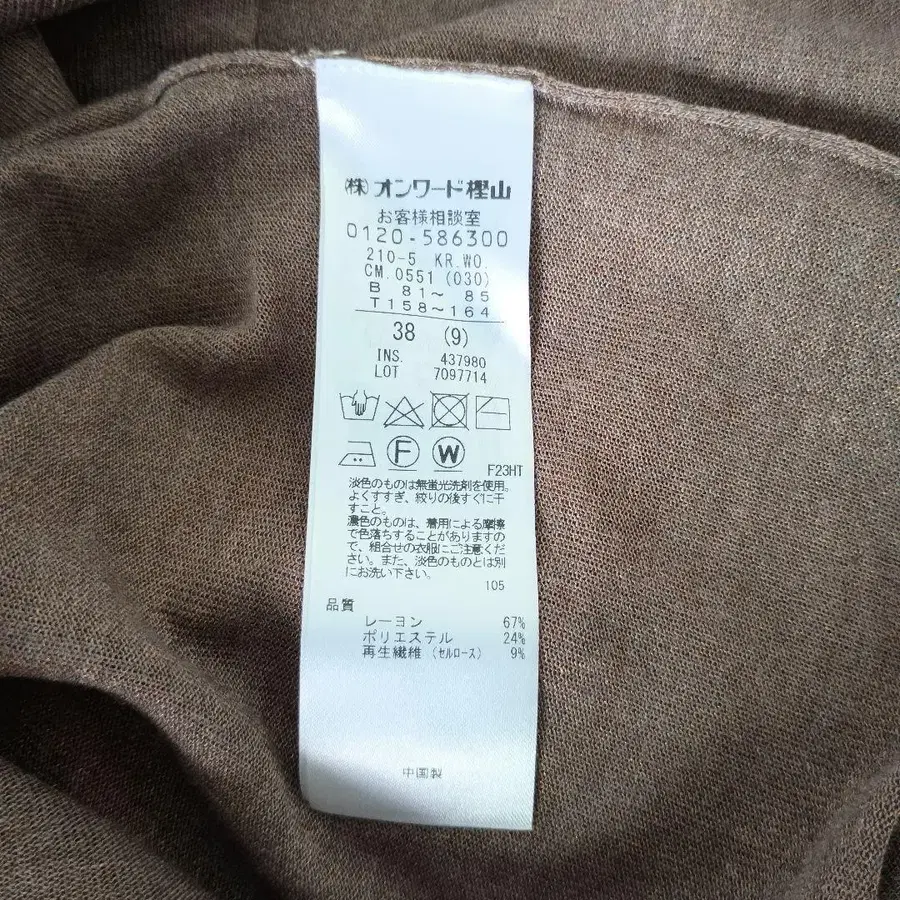 ㈱ オンワード樫山
お客様相談室
0120-586300
210-5 KR.WO.
CM.0551 (030)
B 81～ 85
T158～164
38 (9)
INS. 437980
LOT 7097714
F W
F23HT
淡色のものは無蛍光洗剤を使用。
よくすすぎ、絞りの後すぐに干
すこと。
濃色のものは、着用による摩擦
で色落ちすることがありますの
で、組合せの衣服にご注意くだ
さい。また、淡色のものとは別
にお洗い下さい。
105
品質
レーヨン 67%
ポリエステル 24%
再生繊維（セルロース） 9%
中国製